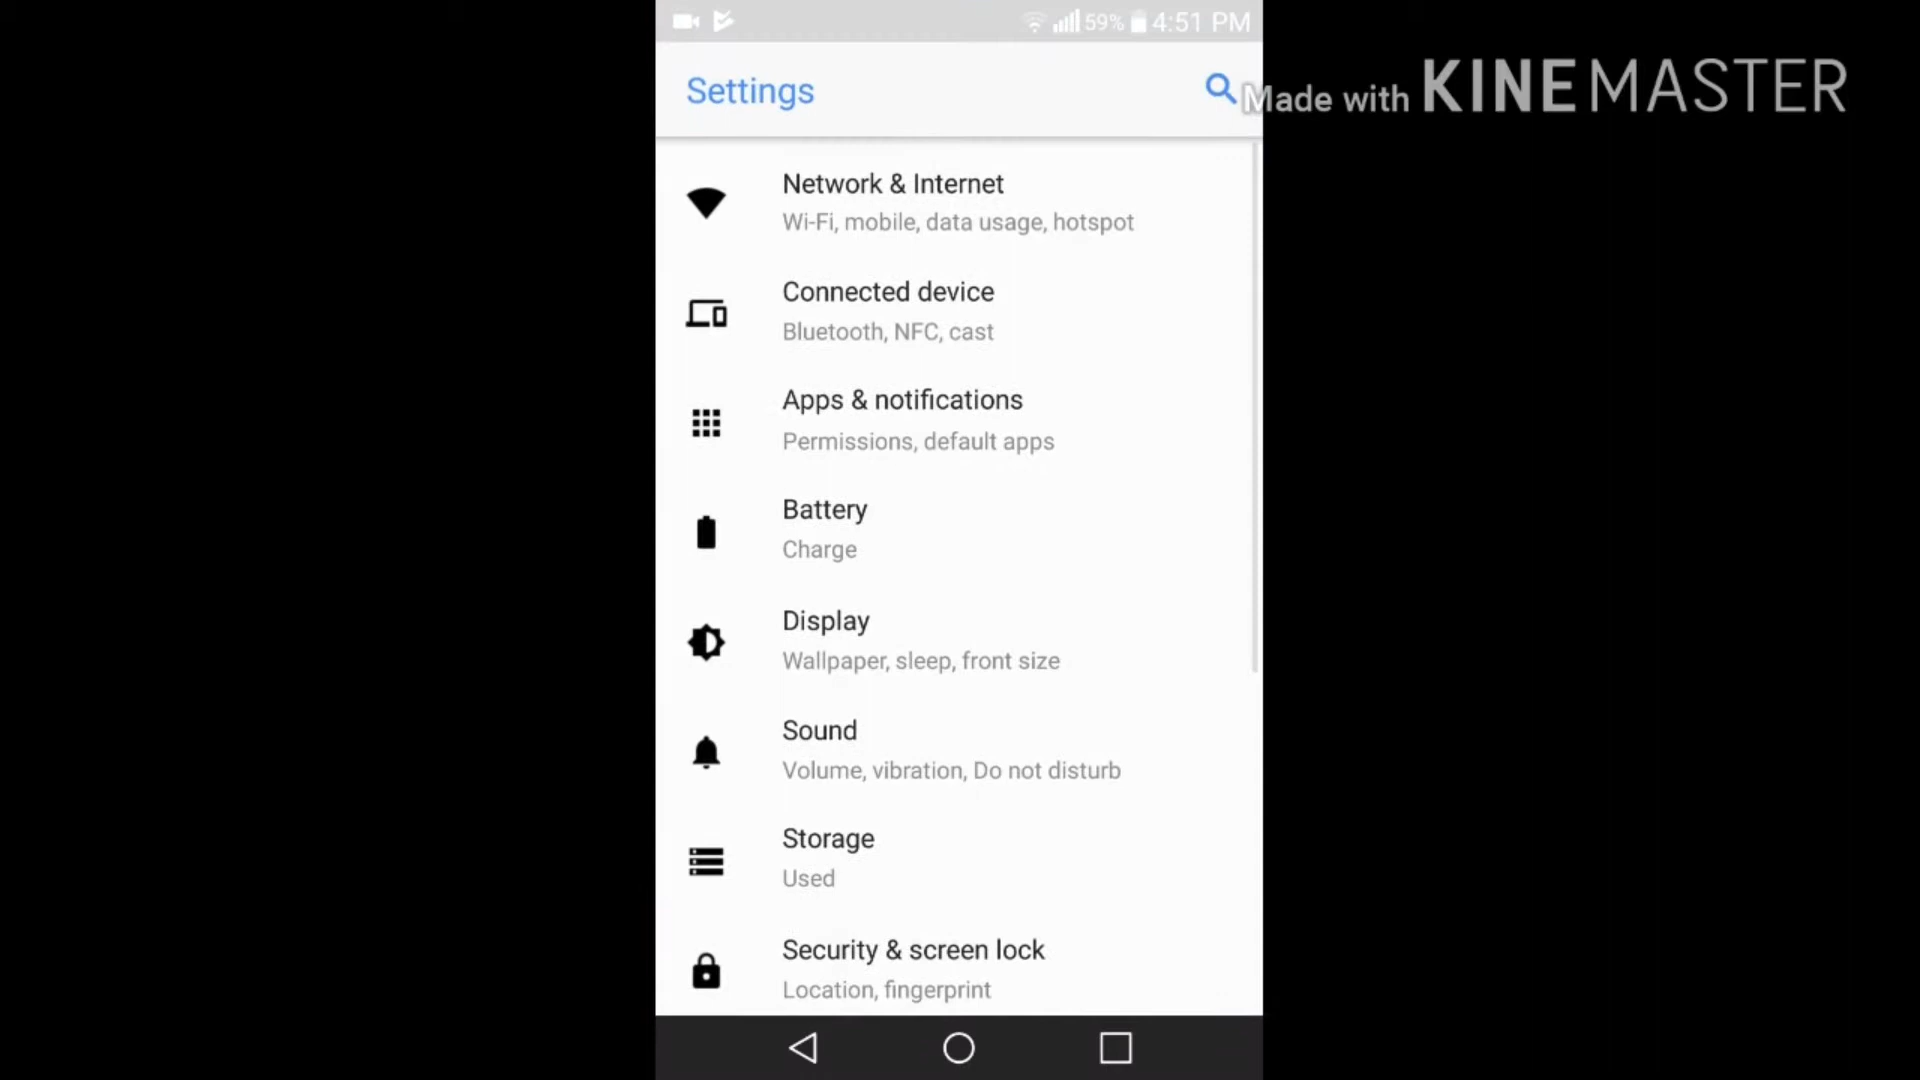 59% 4:51 PM
Settings
Made with KINEMASTER
Network & Internet
Wi-Fi, mobile, data usage, hotspot
Connected device
Bluetooth, NFC, cast
Apps & notifications
Permissions, default apps
Battery
Charge
Display
Wallpaper, sleep, front size
Sound
Volume, vibration, Do not disturb
Storage
Used
Security & screen lock
Location, fingerprint